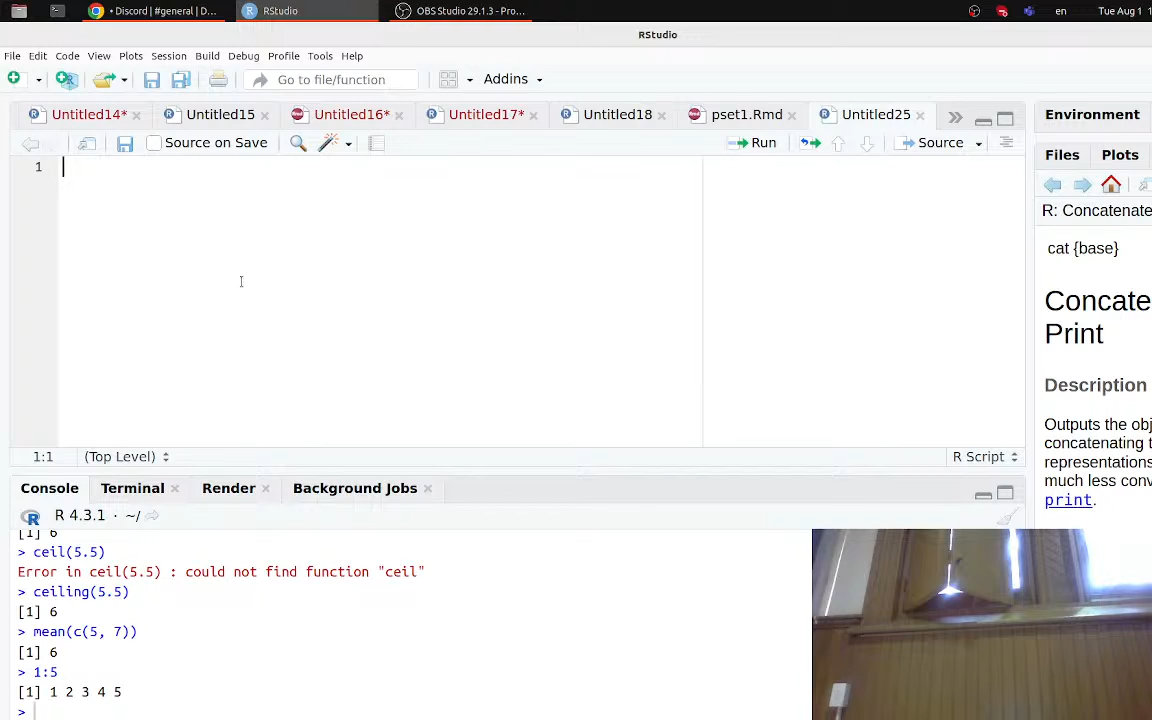 Discord | #general | D...
RStudio
OBS Studio 29.1.3 - Pro...
en
Tue Aug 1
RStudio
File Edit Code View Plots Session Build Debug Profile Tools Help
Go to file/function
Addins
Untitled14* Untitled15 Untitled16* Untitled17* Untitled18 pset1.Rmd Untitled25
Environment
Source on Save
Run
Source
Files Plots
1
R: Concatenate
cat {base}
Concate
Print
Description
Outputs the obj
concatenating t
representations
much less conv
print.
1:1 (Top Level) R Script
Console Terminal Render Background Jobs
R 4.3.1 · ~/
[1] 6
> ceil(5.5)
Error in ceil(5.5) : could not find function "ceil"
> ceiling(5.5)
[1] 6
> mean(c(5, 7))
[1] 6
> 1:5
[1] 1 2 3 4 5
>